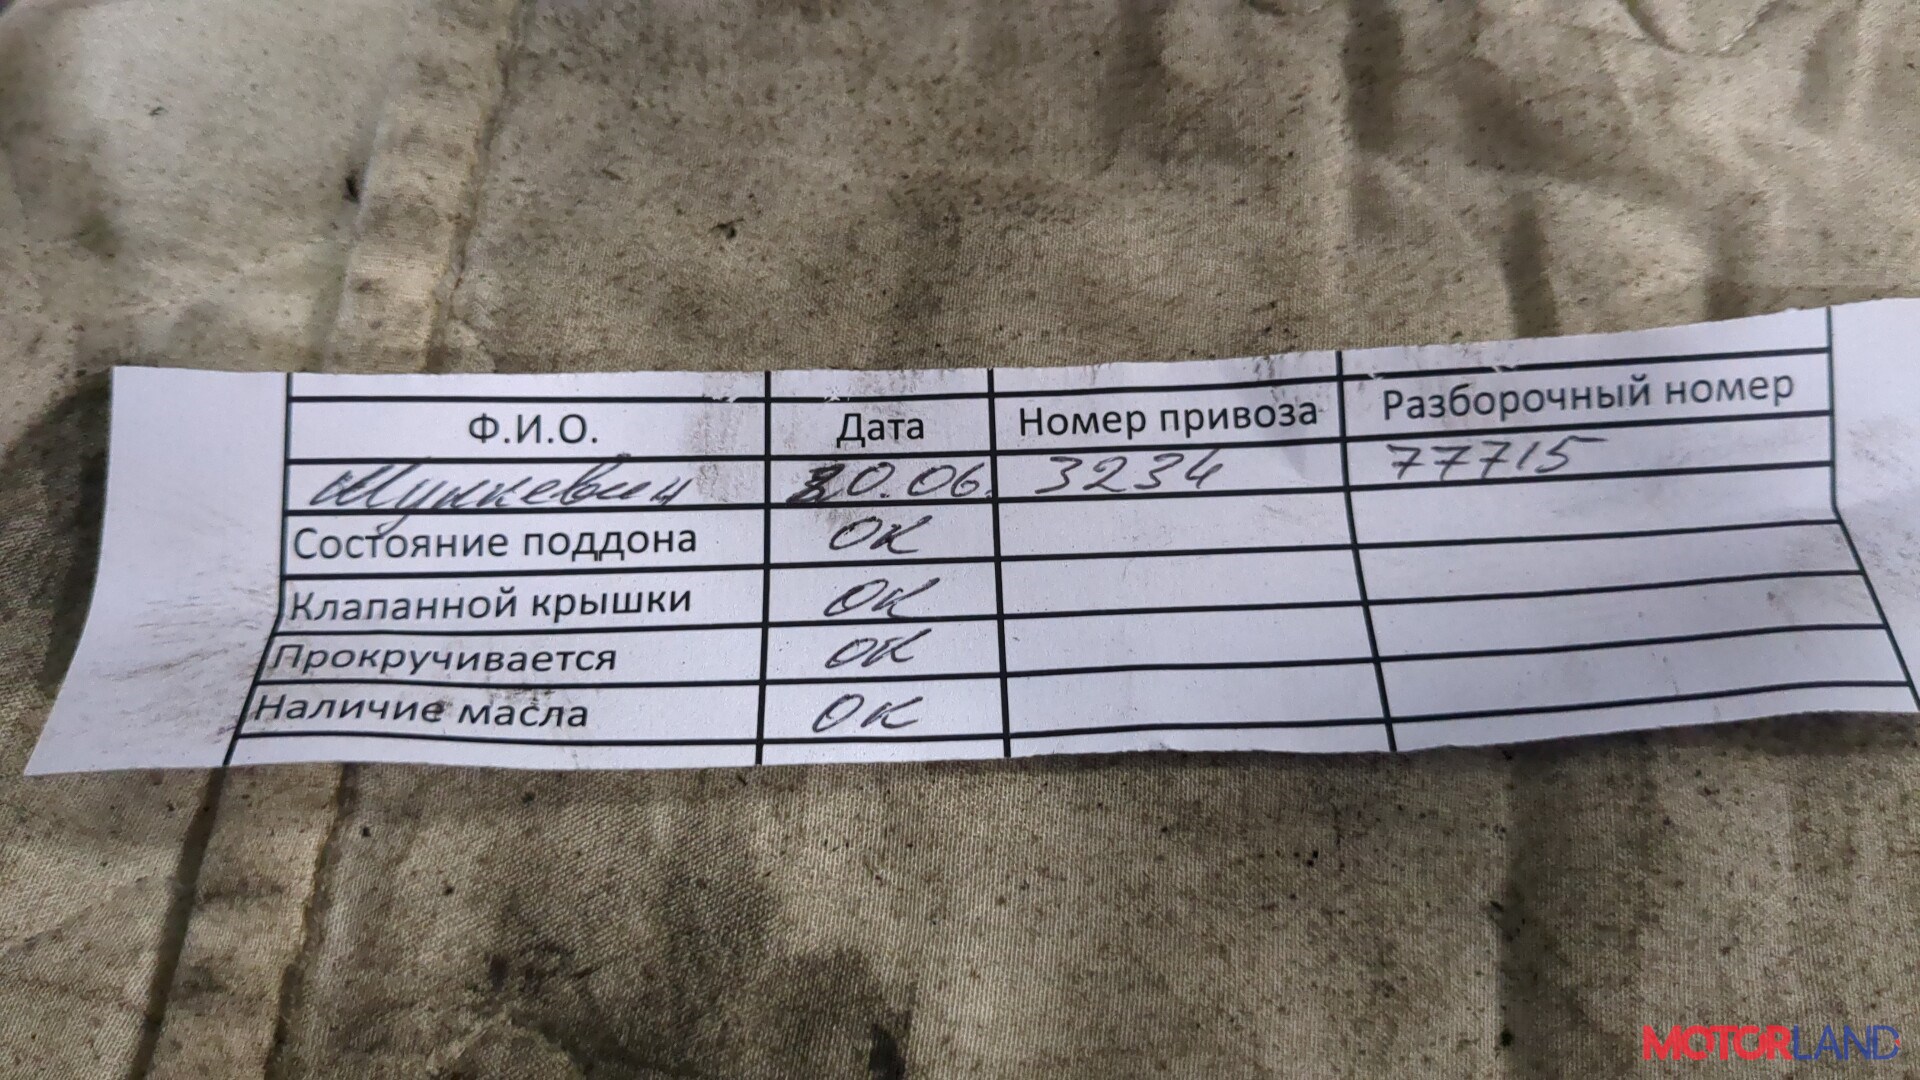 Ф.И.О. Дата Номер привоза Разборочный номер
30.06. 3234 77715
Состояние поддона ОК
Клапанной крышки ОК
Прокручивается ОК
Наличие масла ОК
MOTORLAND